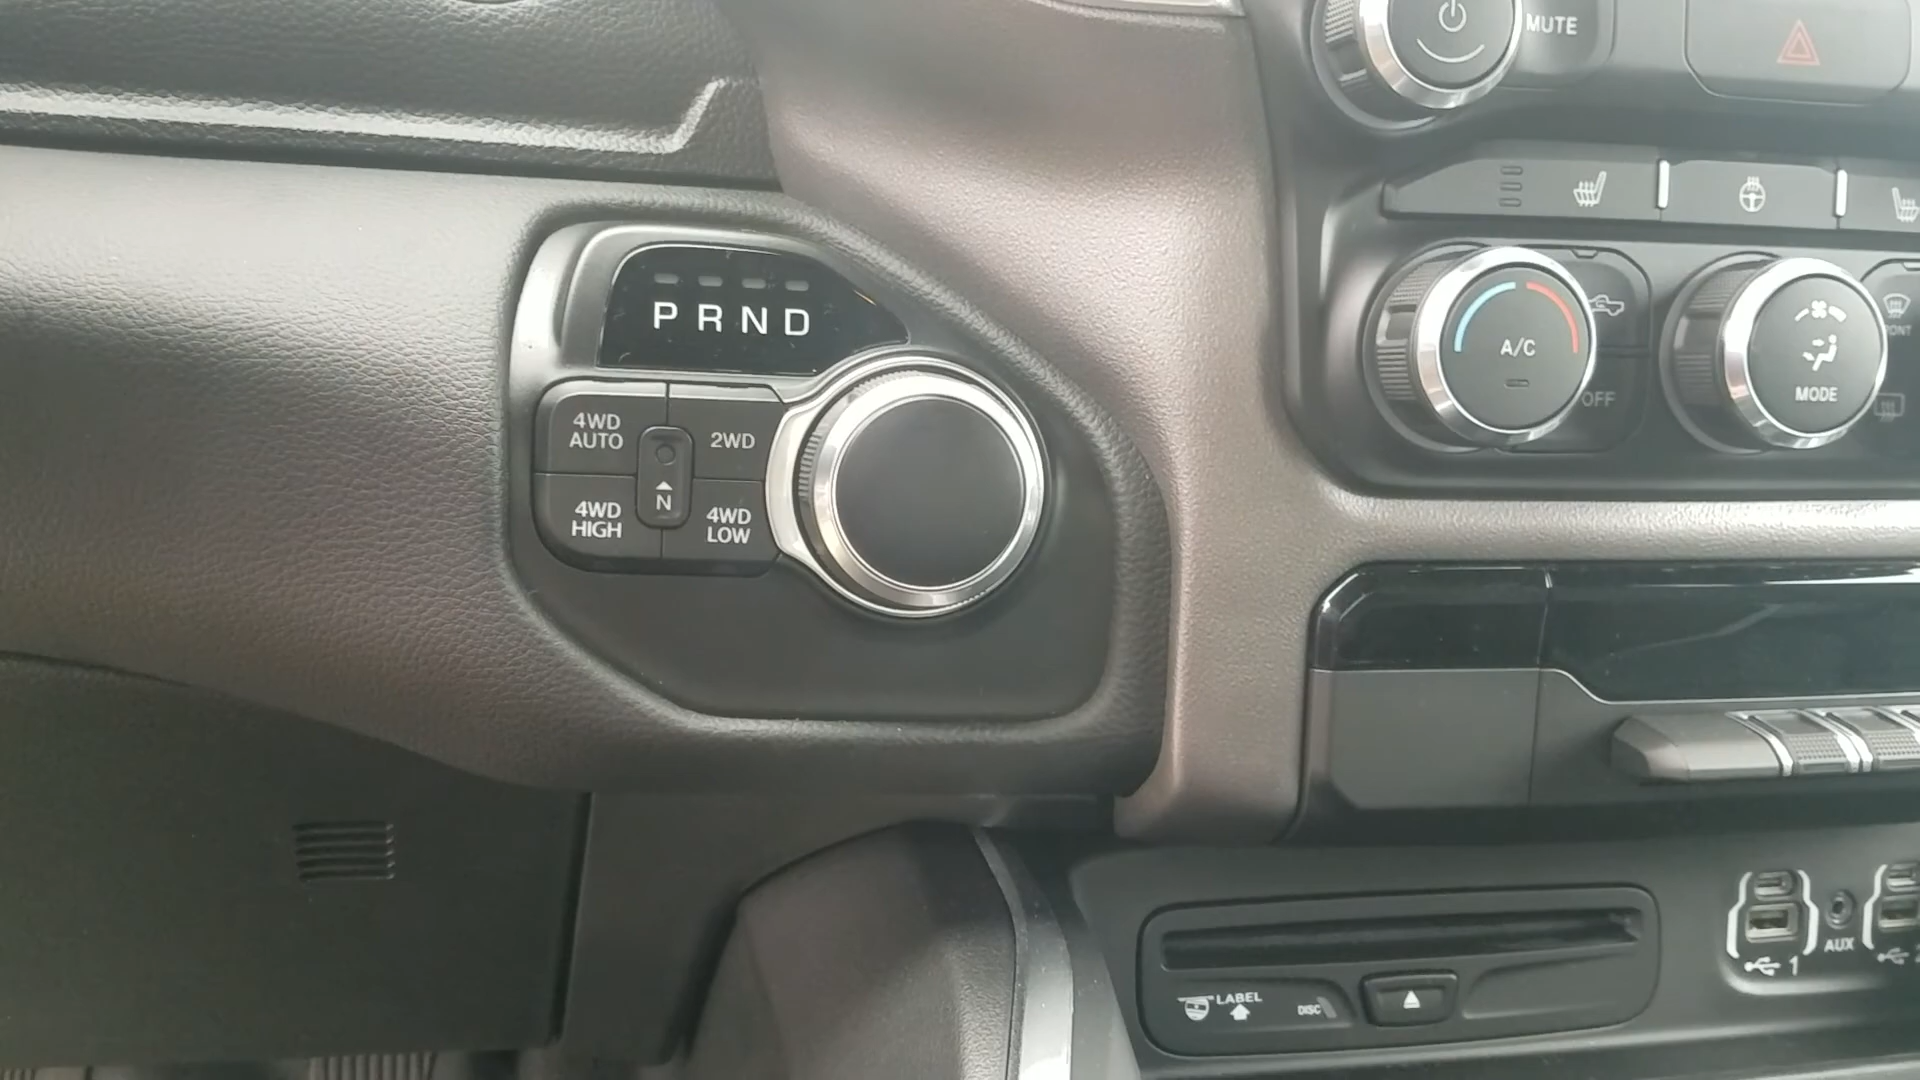 MUTE
P R N D
4WD
AUTO
2WD
4WD
HIGH
N
4WD
LOW
A/C
OFF
MODE
LABEL
DISC
1
AUX